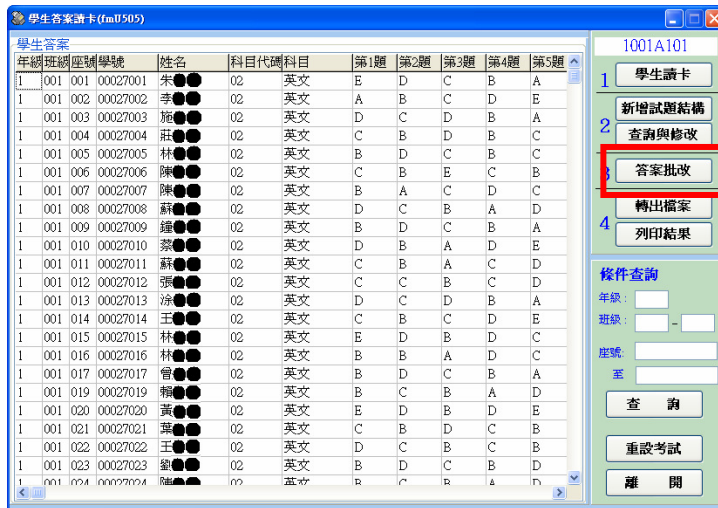 學生答案讀卡(fmU505)
學生答案
年級 班級 座號 學號 姓名 科目代碼 科目 第1題 第2題 第3題 第4題 第5題
1 001 001 00027001 朱 02 英文 E D C B A
1 001 002 00027002 李 02 英文 A B C D E
1 001 003 00027003 施 02 英文 D C D B A
1 001 004 00027004 莊 02 英文 C B D B C
1 001 005 00027005 林 02 英文 B D C B C
1 001 006 00027006 陳 02 英文 C B E C B
1 001 007 00027007 陳 02 英文 B A C D C
1 001 008 00027008 蘇 02 英文 D C B A D
1 001 009 00027009 鐘 02 英文 B D C B A
1 001 010 00027010 蔡 02 英文 D B A D E
1 001 011 00027011 蘇 02 英文 C B A C D
1 001 012 00027012 張 02 英文 C C B C D
1 001 013 00027013 涂 02 英文 D C D B A
1 001 014 00027014 王 02 英文 C B C D E
1 001 015 00027015 林 02 英文 E D B D C
1 001 016 00027016 林 02 英文 B B A D C
1 001 017 00027017 曾 02 英文 B D C B A
1 001 019 00027019 賴 02 英文 B C B A D
1 001 020 00027020 黃 02 英文 E D B D E
1 001 021 00027021 葉 02 英文 C B D C B
1 001 022 00027022 王 02 英文 D C B C B
1 001 023 00027023 劉 02 英文 B D C B D
1 001 024 00027024 陳 02 英文 B C B A D
1001A101
1 學生讀卡
新增試題結構
2
查詢與修改
3 答案批改
轉出檔案
4
列印結果
條件查詢
年級:
班級: -
座號:
至
查 詢
重設考試
離 開